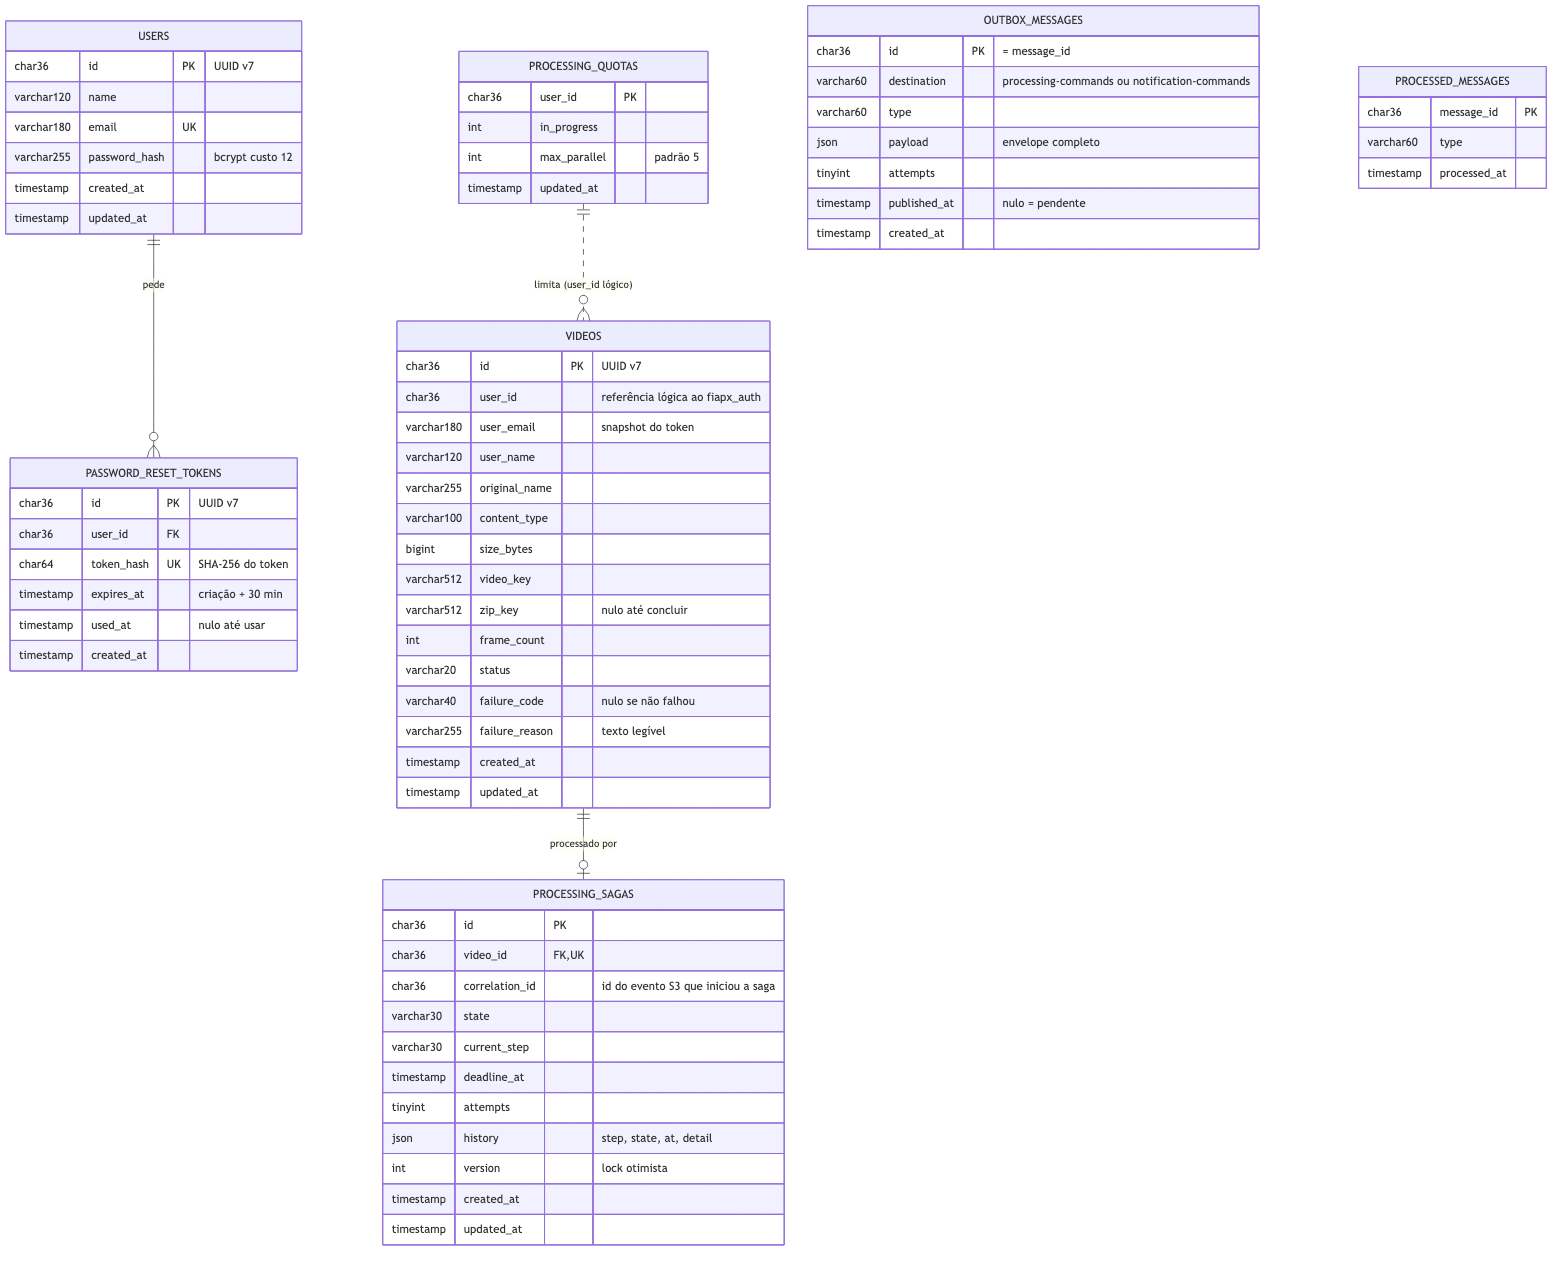 USERS
char36 id PK UUID v7
varchar120 name
varchar180 email UK
varchar255 password_hash bcrypt custo 12
timestamp created_at
timestamp updated_at
pede
PASSWORD_RESET_TOKENS
char36 id PK UUID v7
char36 user_id FK
char64 token_hash UK SHA-256 do token
timestamp expires_at criação + 30 min
timestamp used_at nulo até usar
timestamp created_at
PROCESSING_QUOTAS
char36 user_id PK
int in_progress
int max_parallel padrão 5
timestamp updated_at
limita (user_id lógico)
VIDEOS
char36 id PK UUID v7
char36 user_id referência lógica ao fiapx_auth
varchar180 user_email snapshot do token
varchar120 user_name
varchar255 original_name
varchar100 content_type
bigint size_bytes
varchar512 video_key
varchar512 zip_key nulo até concluir
int frame_count
varchar20 status
varchar40 failure_code nulo se não falhou
varchar255 failure_reason texto legível
timestamp created_at
timestamp updated_at
processado por
PROCESSING_SAGAS
char36 id PK
char36 video_id FK,UK
char36 correlation_id id do evento S3 que iniciou a saga
varchar30 state
varchar30 current_step
timestamp deadline_at
tinyint attempts
json history step, state, at, detail
int version lock otimista
timestamp created_at
timestamp updated_at
OUTBOX_MESSAGES
char36 id PK = message_id
varchar60 destination processing-commands ou notification-commands
varchar60 type
json payload envelope completo
tinyint attempts
timestamp published_at nulo = pendente
timestamp created_at
PROCESSED_MESSAGES
char36 message_id PK
varchar60 type
timestamp processed_at